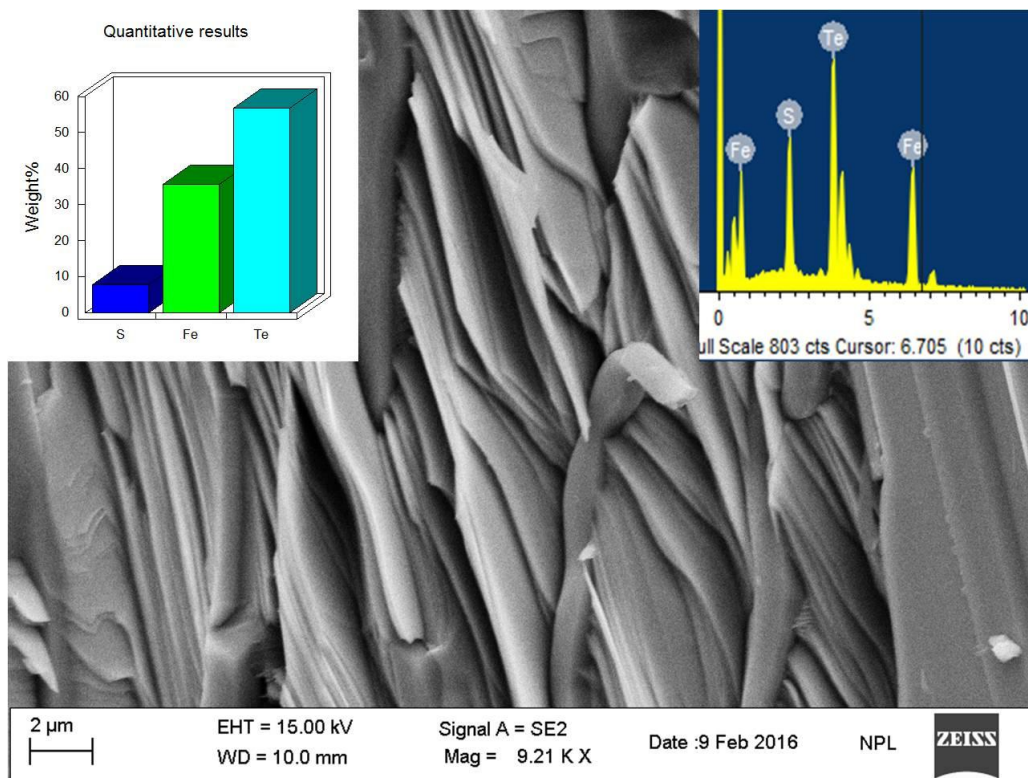 Quantitative results
Weight%
60
50
40
30
20
10
0
S Fe Te
Te
S
Fe
Fe
0 5 10
ull Scale 803 cts Cursor: 6.705 (10 cts)
2 µm
EHT = 15.00 kV
WD = 10.0 mm
Signal A = SE2
Mag = 9.21 K X
Date :9 Feb 2016
NPL
ZEISS